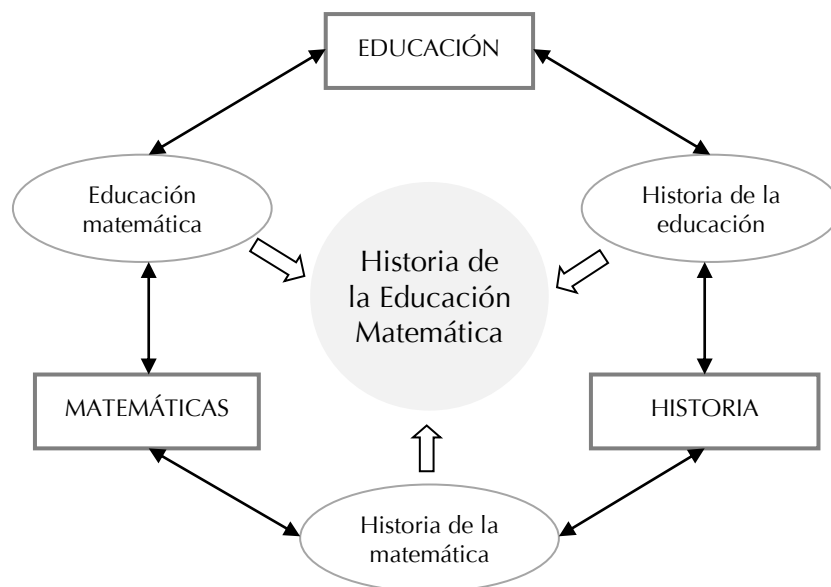 EDUCACIÓN
Educación
matemática
Historia de la
educación
Historia de
la Educación
Matemática
MATEMÁTICAS
HISTORIA
Historia de la
matemática